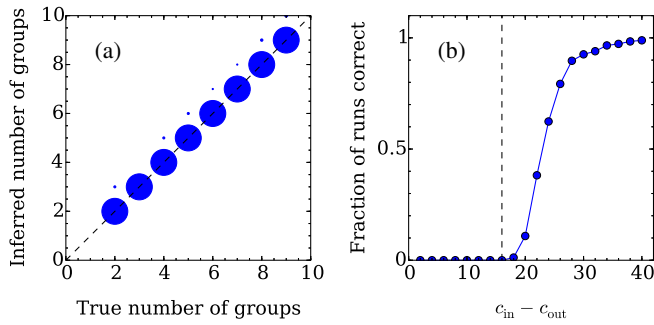 (a)
Inferred number of groups
10
8
6
4
2
0
0 2 4 6 8 10
True number of groups
(b)
Fraction of runs correct
1
0.5
0
0 10 20 30 40
c_in − c_out